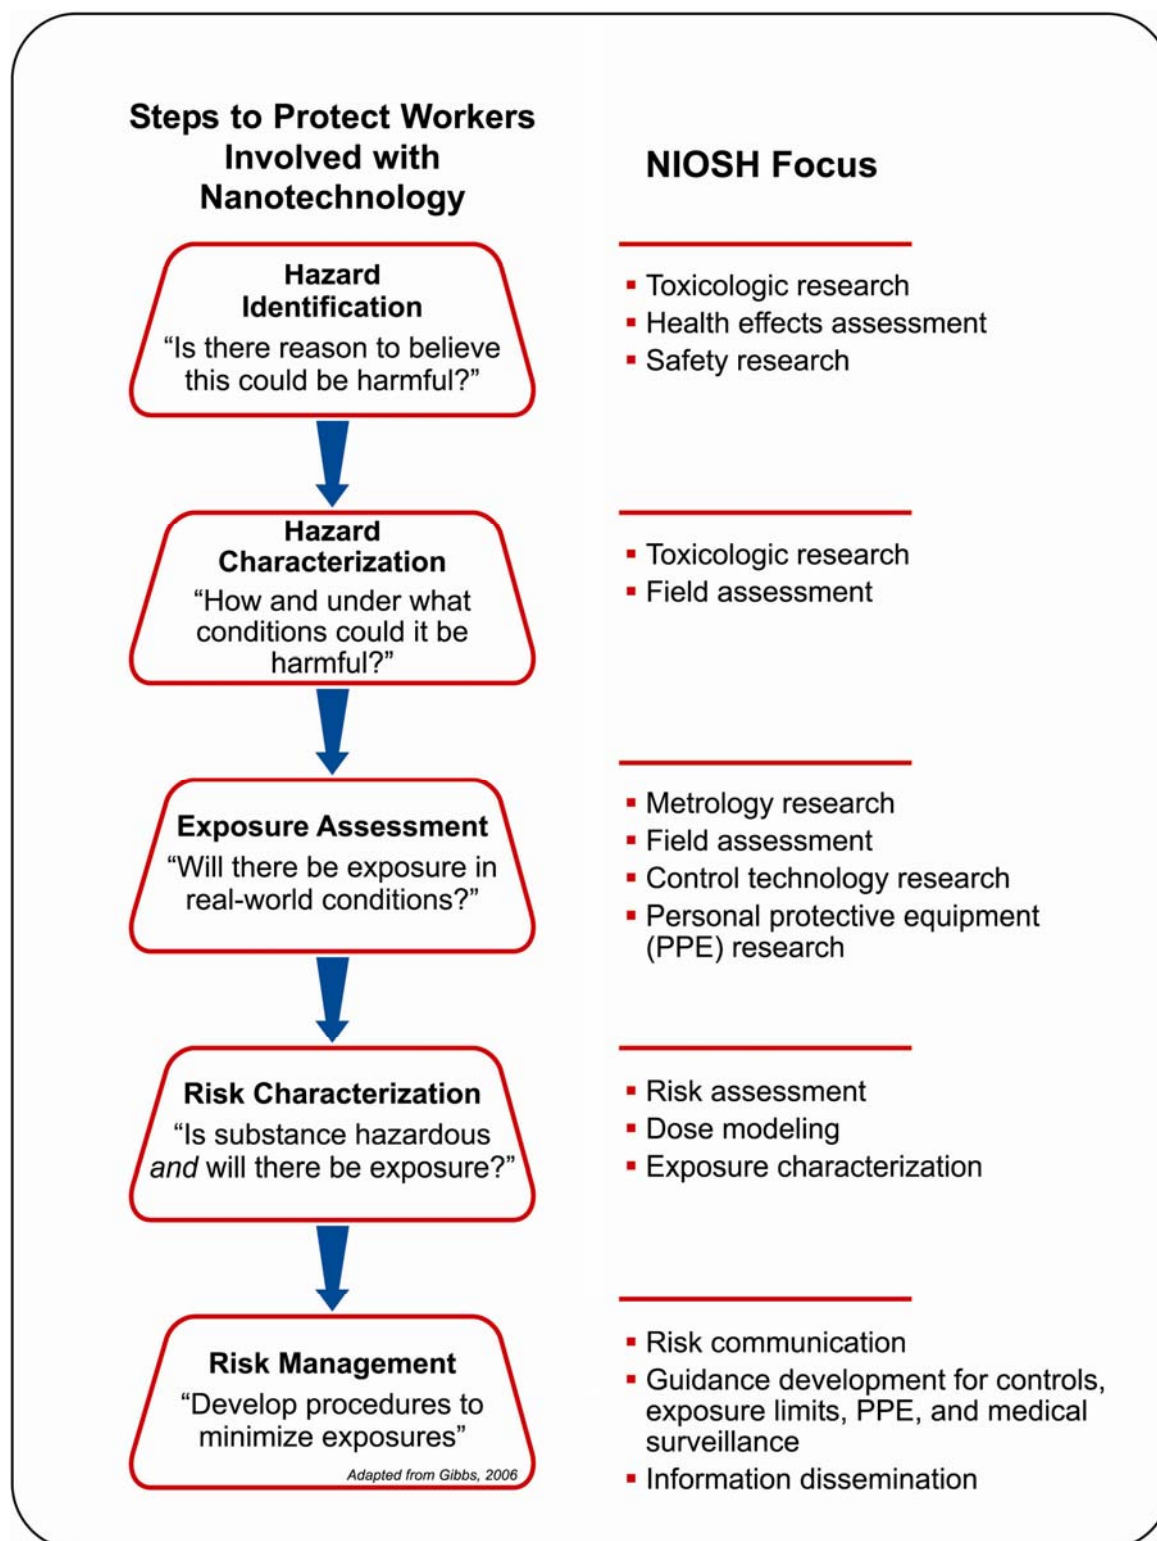 Steps to Protect Workers
Involved with
Nanotechnology
NIOSH Focus
Hazard
Identification
“Is there reason to believe
this could be harmful?”
▪ Toxicologic research
▪ Health effects assessment
▪ Safety research
Hazard
Characterization
“How and under what
conditions could it be
harmful?”
▪ Toxicologic research
▪ Field assessment
Exposure Assessment
“Will there be exposure in
real-world conditions?”
▪ Metrology research
▪ Field assessment
▪ Control technology research
▪ Personal protective equipment
(PPE) research
Risk Characterization
“Is substance hazardous
and will there be exposure?”
▪ Risk assessment
▪ Dose modeling
▪ Exposure characterization
Risk Management
“Develop procedures to
minimize exposures”
Adapted from Gibbs, 2006
▪ Risk communication
▪ Guidance development for controls,
exposure limits, PPE, and medical
surveillance
▪ Information dissemination